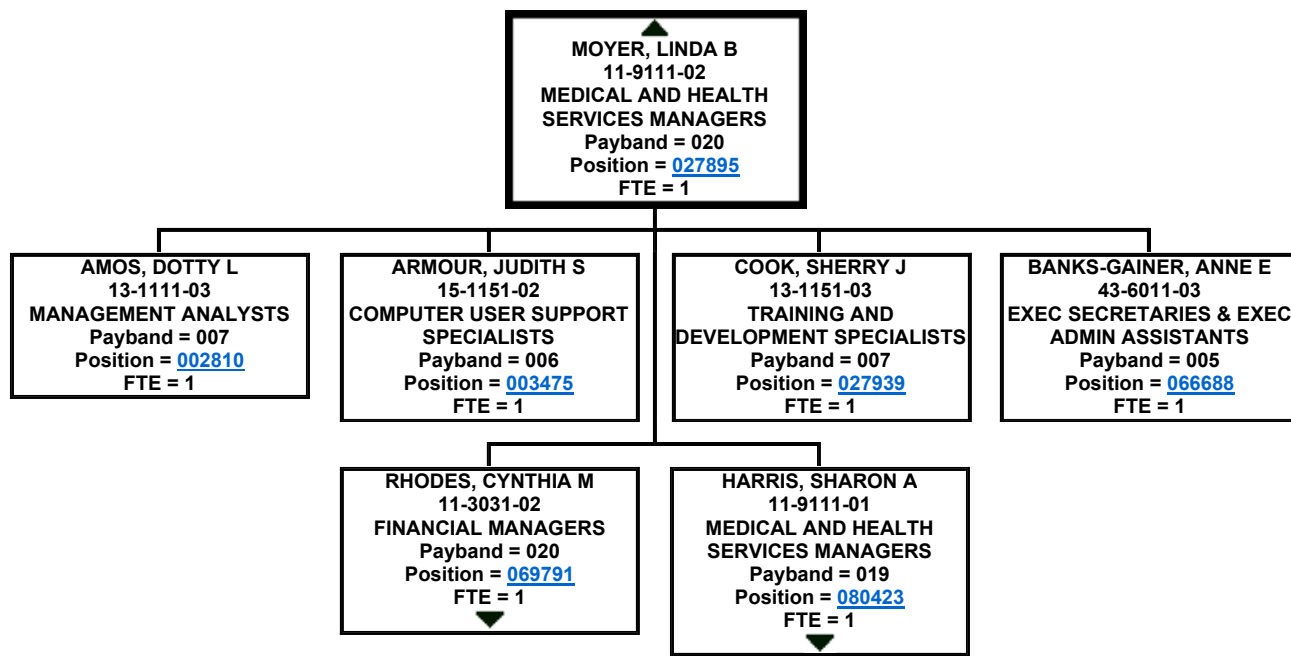 MOYER, LINDA B
11-9111-02
MEDICAL AND HEALTH
SERVICES MANAGERS
Payband = 020
Position = 027895
FTE = 1
AMOS, DOTTY L
13-1111-03
MANAGEMENT ANALYSTS
Payband = 007
Position = 002810
FTE = 1
ARMOUR, JUDITH S
15-1151-02
COMPUTER USER SUPPORT
SPECIALISTS
Payband = 006
Position = 003475
FTE = 1
COOK, SHERRY J
13-1151-03
TRAINING AND
DEVELOPMENT SPECIALISTS
Payband = 007
Position = 027939
FTE = 1
BANKS-GAINER, ANNE E
43-6011-03
EXEC SECRETARIES & EXEC
ADMIN ASSISTANTS
Payband = 005
Position = 066688
FTE = 1
RHODES, CYNTHIA M
11-3031-02
FINANCIAL MANAGERS
Payband = 020
Position = 069791
FTE = 1
HARRIS, SHARON A
11-9111-01
MEDICAL AND HEALTH
SERVICES MANAGERS
Payband = 019
Position = 080423
FTE = 1